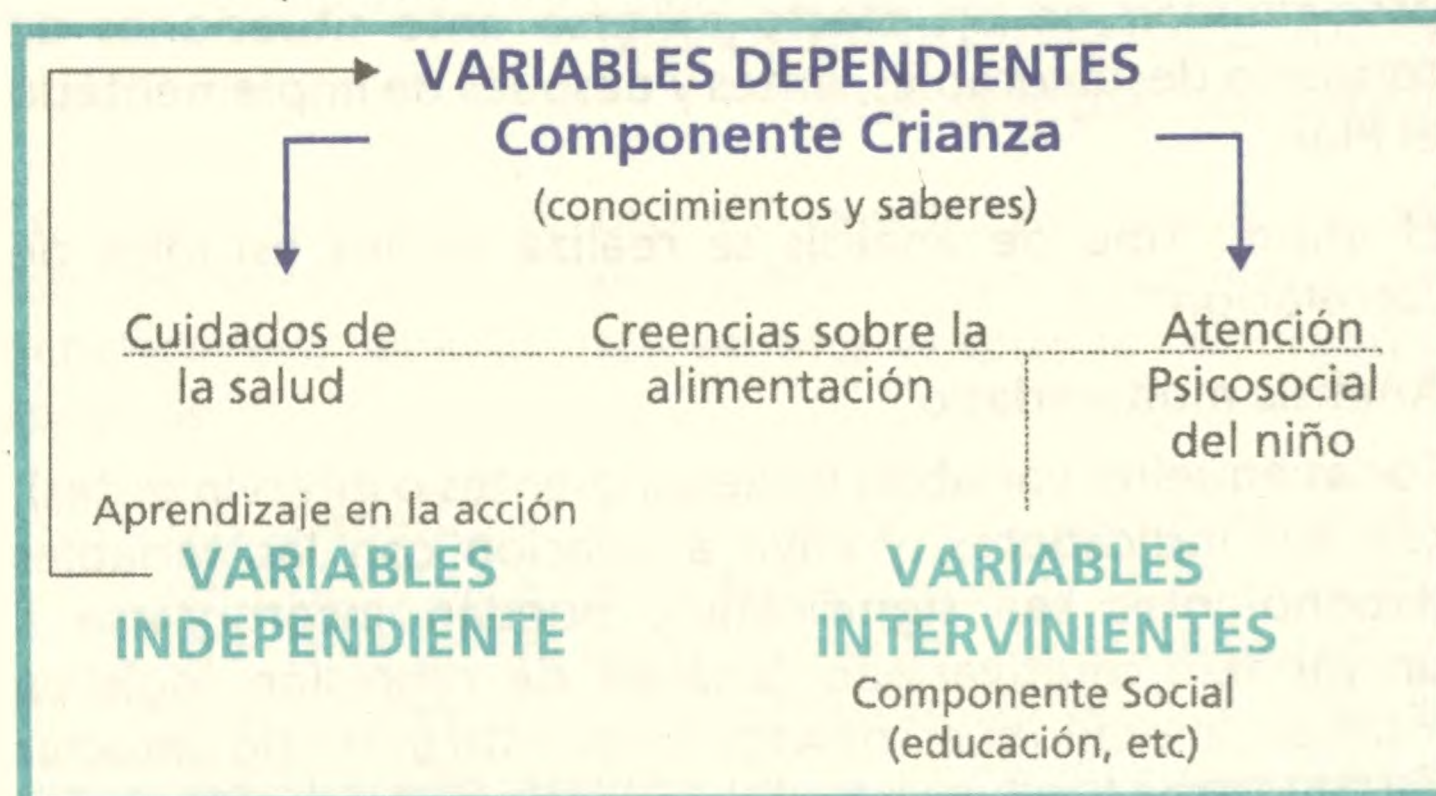 VARIABLES DEPENDIENTES
Componente Crianza
(conocimientos y saberes)
Cuidados de
la salud
Creencias sobre la
alimentación
Atención
Psicosocial
del niño
Aprendizaje en la acción
VARIABLES
INDEPENDIENTE
VARIABLES
INTERVINIENTES
Componente Social
(educación, etc)